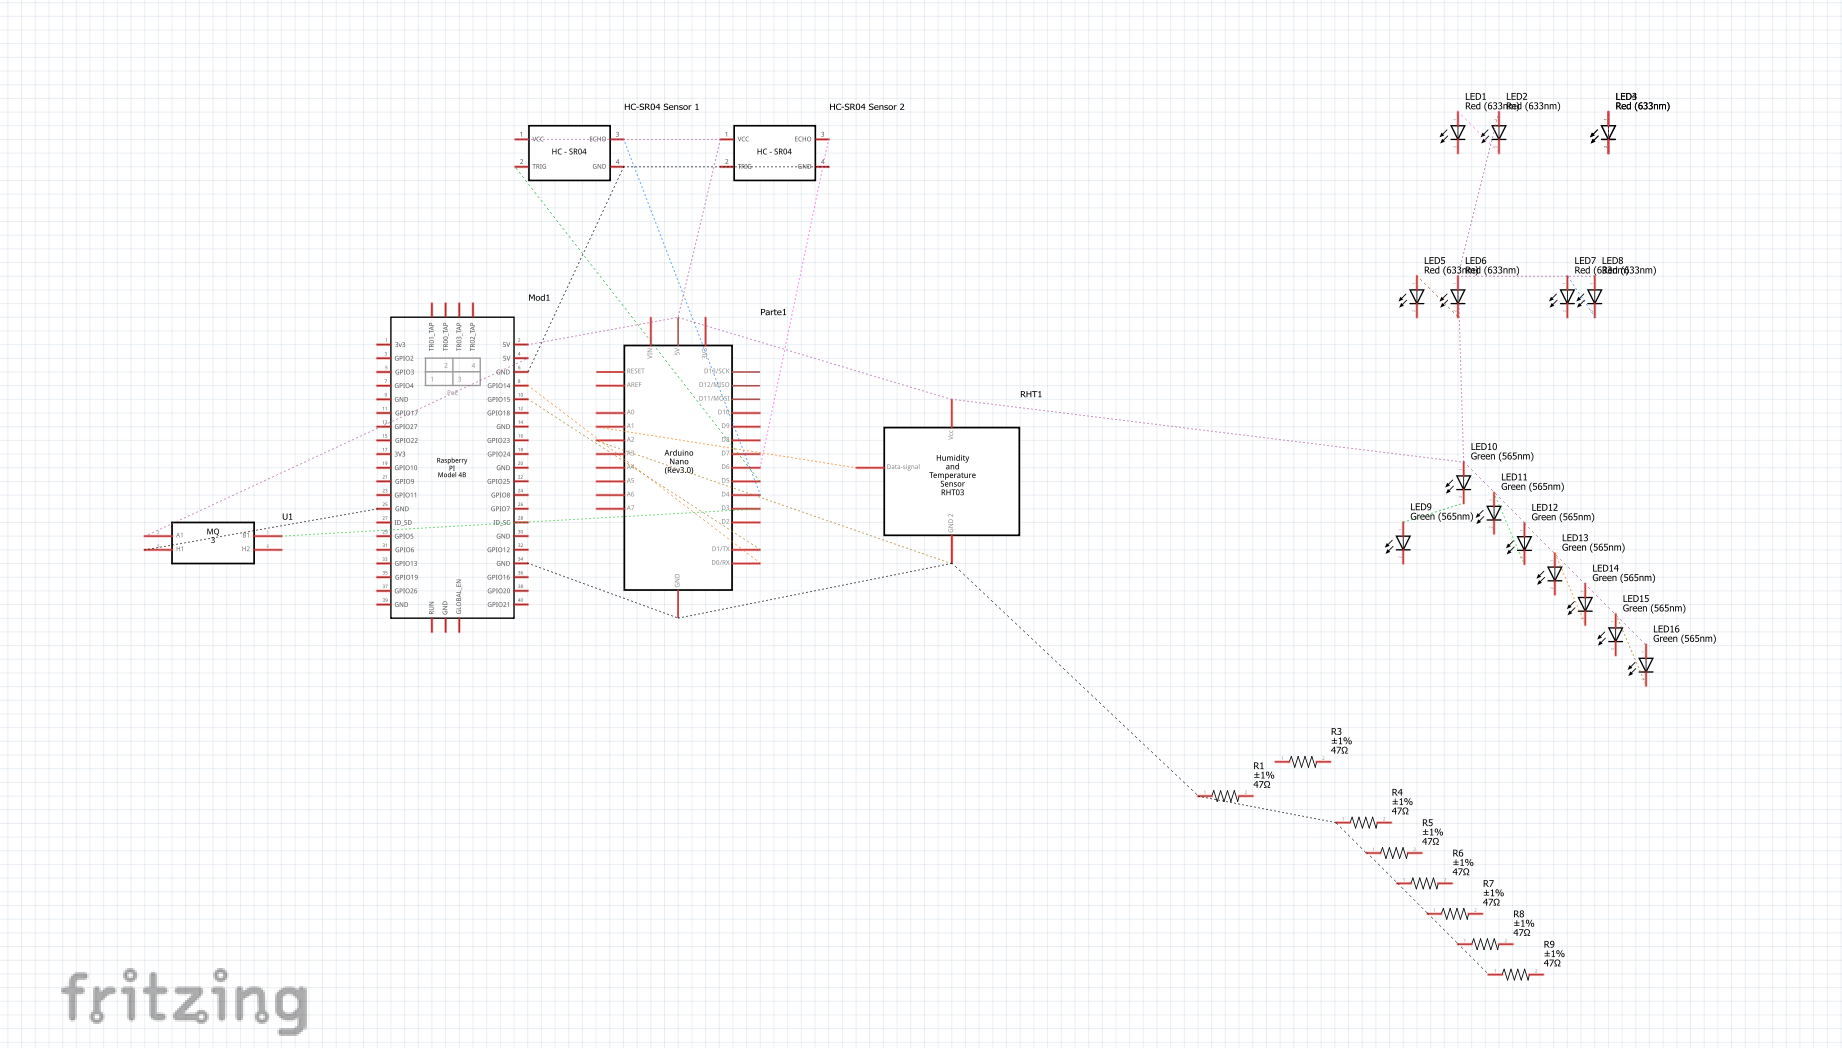 HC-SR04 Sensor 1
1
VCC
ECHO
3
HC - SR04
2
TRIG
GND
4
HC-SR04 Sensor 2
1
VCC
ECHO
3
HC - SR04
2
TRIG
GND
4
LED1
Red (633nm)
LED2
Red (633nm)
Red (633nm)
LED5
Red (633nm)
LED6
Red (633nm)
LED7
LED8
Mod1
TR01_TAP
TR00_TAP
TR03_TAP
TR02_TAP
2
4
1
3
PoE
3v3
GPIO2
GPIO3
GPIO4
GND
GPIO17
GPIO27
GPIO22
3V3
GPIO10
GPIO9
GPIO11
GND
ID_SD
GPIO5
GPIO6
GPIO13
GPIO19
GPIO26
GND
5V
5V
GND
GPIO14
GPIO15
GPIO18
GND
GPIO23
GPIO24
GND
GPIO25
GPIO8
GPIO7
ID_SC
GND
GPIO12
GND
GPIO16
GPIO20
GPIO21
Raspberry
PI
Model 4B
RUN
GND
GLOBAL_EN
Parte1
VIN
5V
3V3
RESET
AREF
A0
A1
A2
A3
A4
A5
A6
A7
D13/SCK
D12/MISO
D11/MOSI
D10
D9
D8
D7
D6
D5
D4
D3
D2
D1/TX
D0/RX
Arduino
Nano
(Rev3.0)
GND
RHT1
Vcc
Data-signal
Humidity
and
Temperature
Sensor
RHT03
GND 2
U1
A1
H1
MQ
3
B1
H2
LED10
Green (565nm)
LED11
Green (565nm)
LED9
Green (565nm)
LED12
Green (565nm)
LED13
Green (565nm)
LED14
Green (565nm)
LED15
Green (565nm)
LED16
Green (565nm)
R3
±1%
47Ω
R1
±1%
47Ω
R4
±1%
47Ω
R5
±1%
47Ω
R6
±1%
47Ω
R7
±1%
47Ω
R8
±1%
47Ω
R9
±1%
47Ω
fritzing